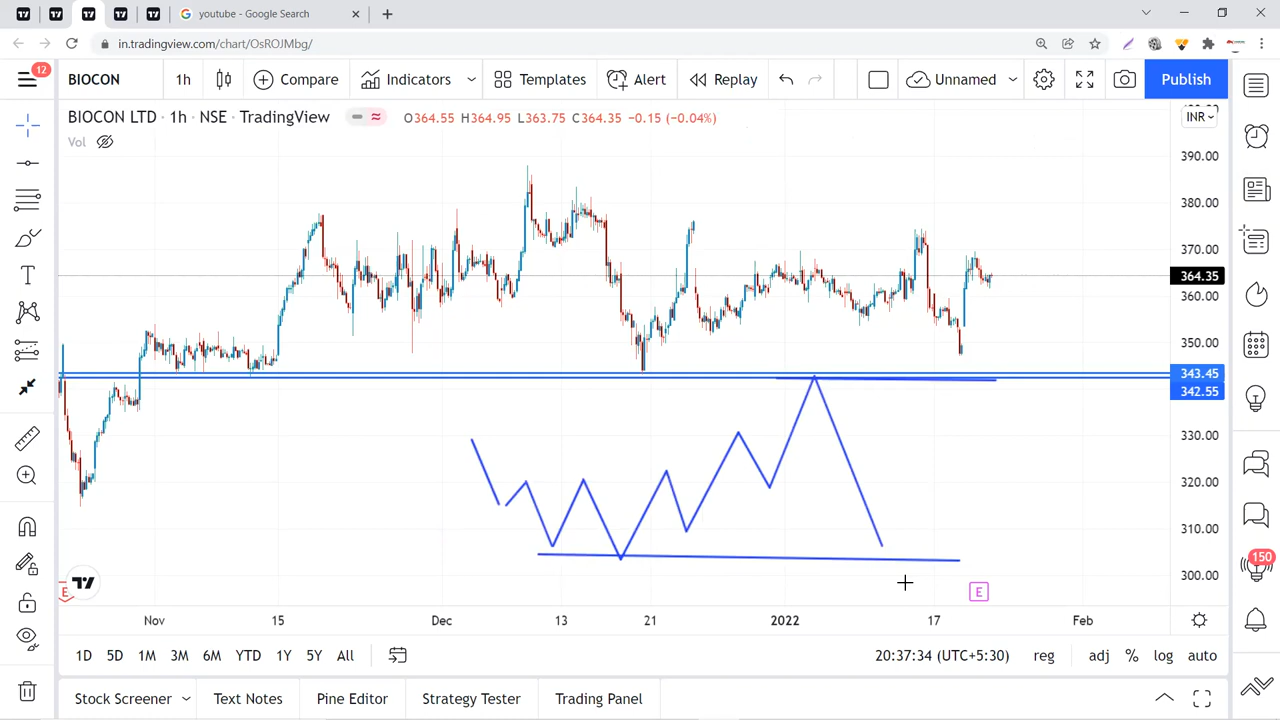 youtube - Google Search
in.tradingview.com/chart/OsROJMbg/
12
BIOCON 1h Compare Indicators Templates Alert Replay Unnamed Publish
BIOCON LTD · 1h · NSE · TradingView O364.55 H364.95 L363.75 C364.35 −0.15 (−0.04%)
INR
Vol
390.00
380.00
370.00
364.35
360.00
350.00
343.45
342.55
330.00
320.00
310.00
300.00
150
E
E
Nov 15 Dec 13 21 2022 17 Feb
1D 5D 1M 3M 6M YTD 1Y 5Y All 20:37:34 (UTC+5:30) reg adj % log auto
Stock Screener Text Notes Pine Editor Strategy Tester Trading Panel